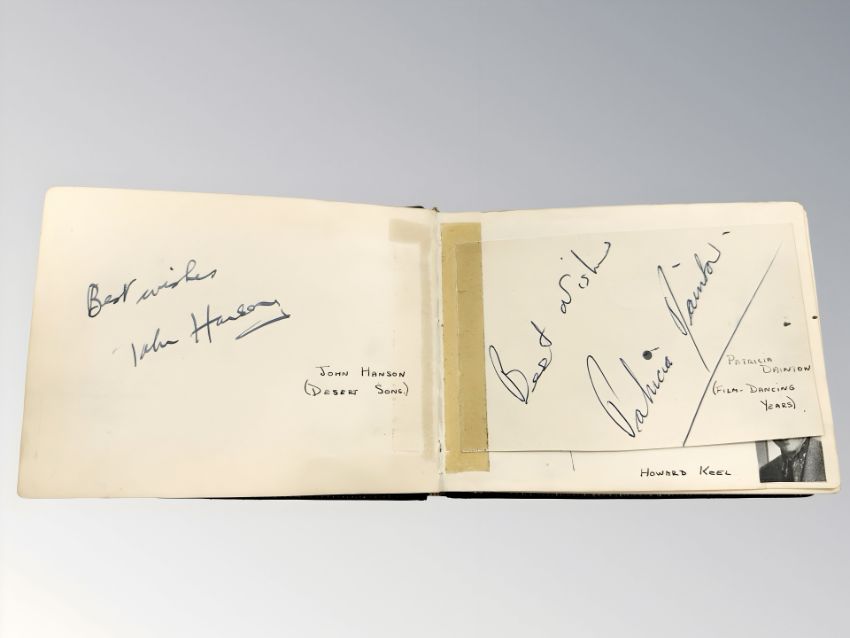 Best wishes
John Hanson
JOHN HANSON
(DESERT SONG.)
Best Wishes
Patricia Dainton
PATRICIA
DAINTON
(FILM-DANCING
YEARS)
HOWARD KEEL